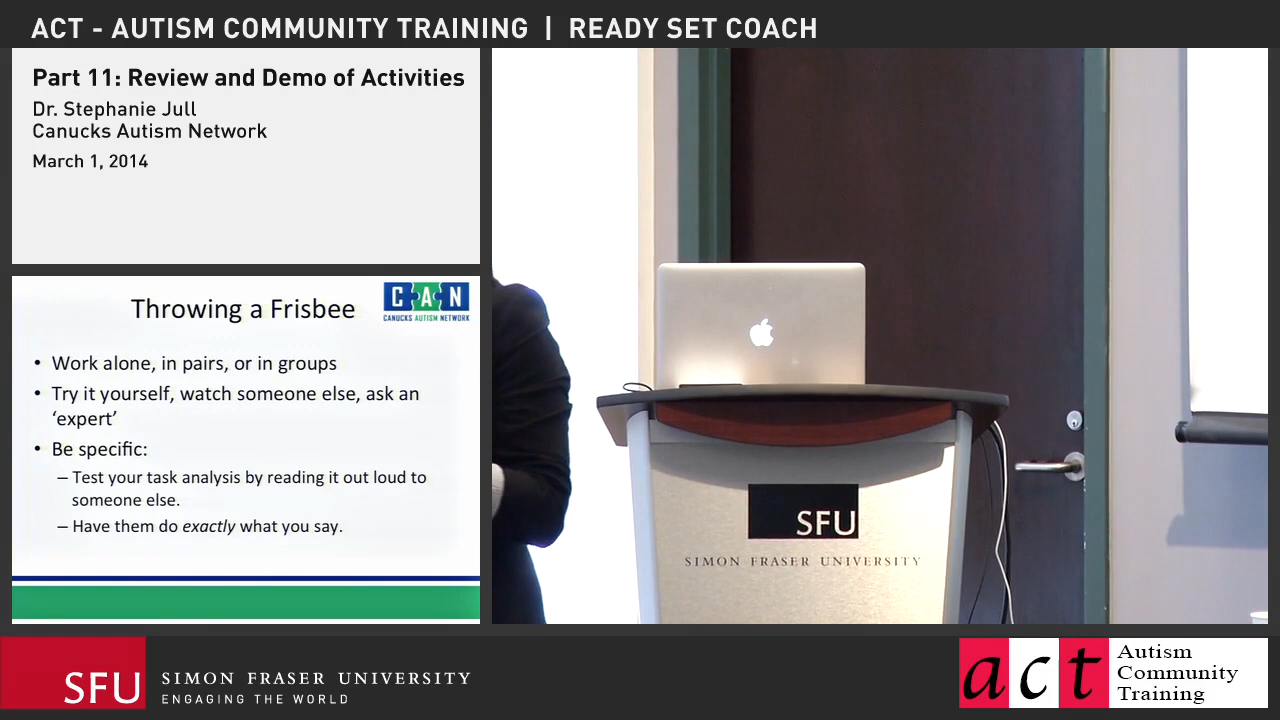 ACT - AUTISM COMMUNITY TRAINING | READY SET COACH
Part 11: Review and Demo of Activities
Dr. Stephanie Jull
Canucks Autism Network
March 1, 2014
Throwing a Frisbee
CAN
CANUCKS AUTISM NETWORK
• Work alone, in pairs, or in groups
• Try it yourself, watch someone else, ask an
‘expert’
• Be specific:
– Test your task analysis by reading it out loud to
someone else.
– Have them do exactly what you say.
SFU
SIMON FRASER UNIVERSITY
SFU
SIMON FRASER UNIVERSITY
ENGAGING THE WORLD
act
Autism
Community
Training